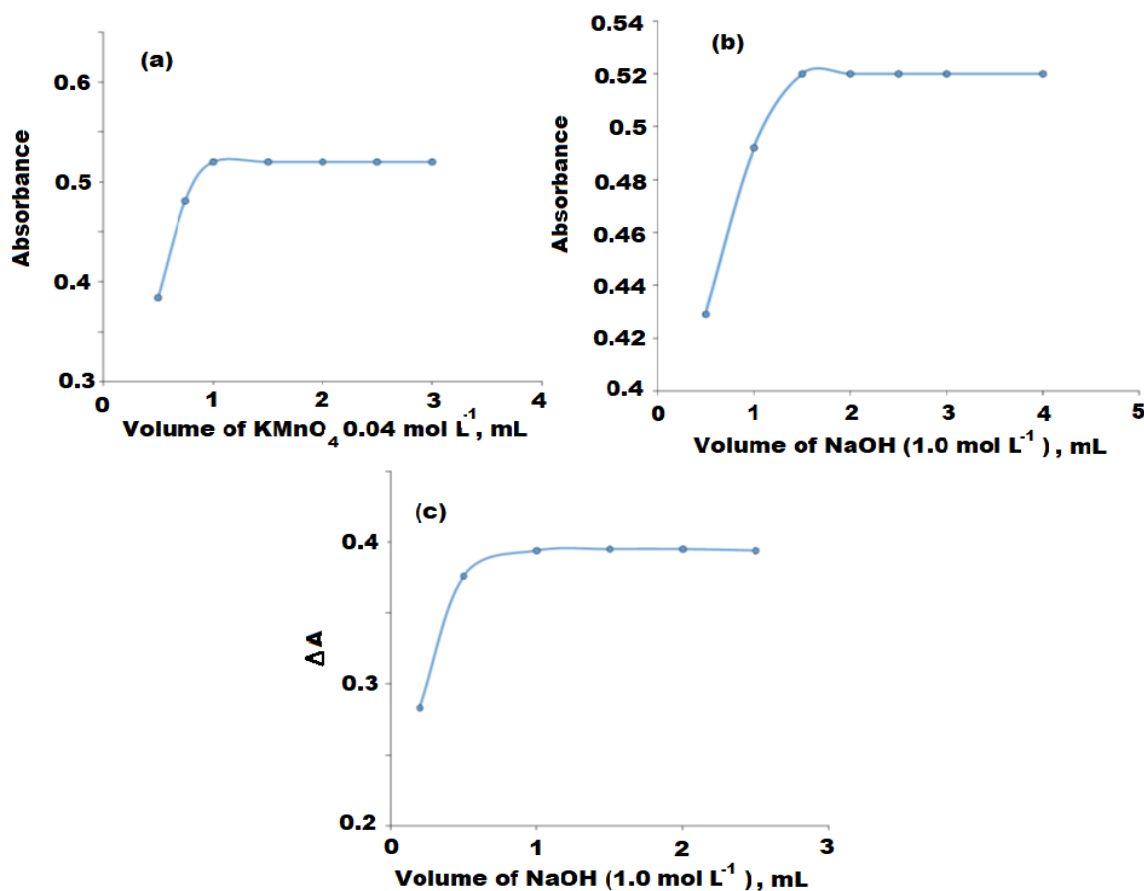 (a)
Absorbance
0.6
0.5
0.4
0.3
0 1 2 3 4
Volume of KMnO4 0.04 mol L-1, mL
(b)
Absorbance
0.54
0.52
0.5
0.48
0.46
0.44
0.42
0.4
0 1 2 3 4 5
Volume of NaOH (1.0 mol L-1) , mL
(c)
ΔA
0.4
0.3
0.2
0 1 2 3
Volume of NaOH (1.0 mol L-1) , mL